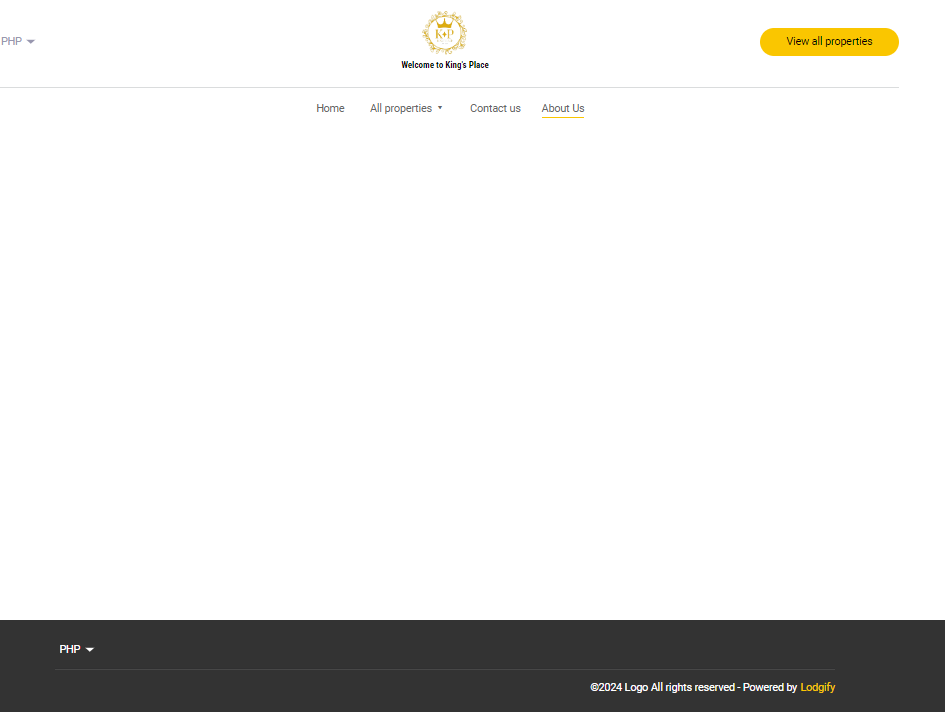 PHP
K P
Welcome to King's Place
View all properties
Home
All properties
Contact us
About Us
PHP
©2024 Logo All rights reserved - Powered by Lodgify